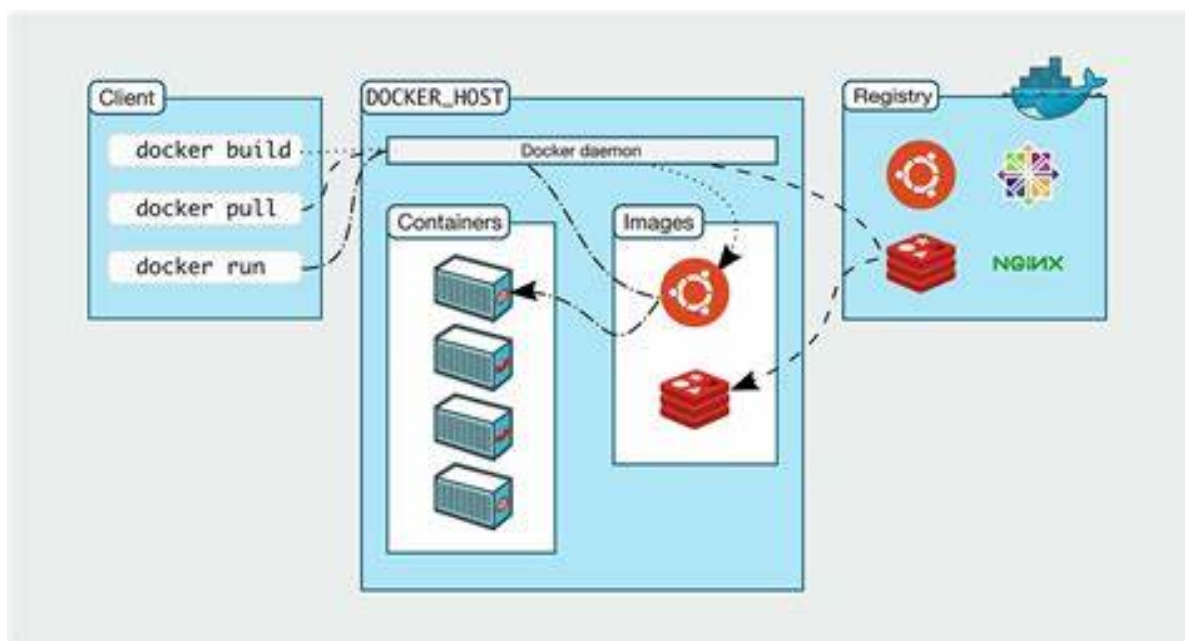 Client
docker build
docker pull
docker run
DOCKER_HOST
Docker daemon
Containers
Images
Registry
NGINX